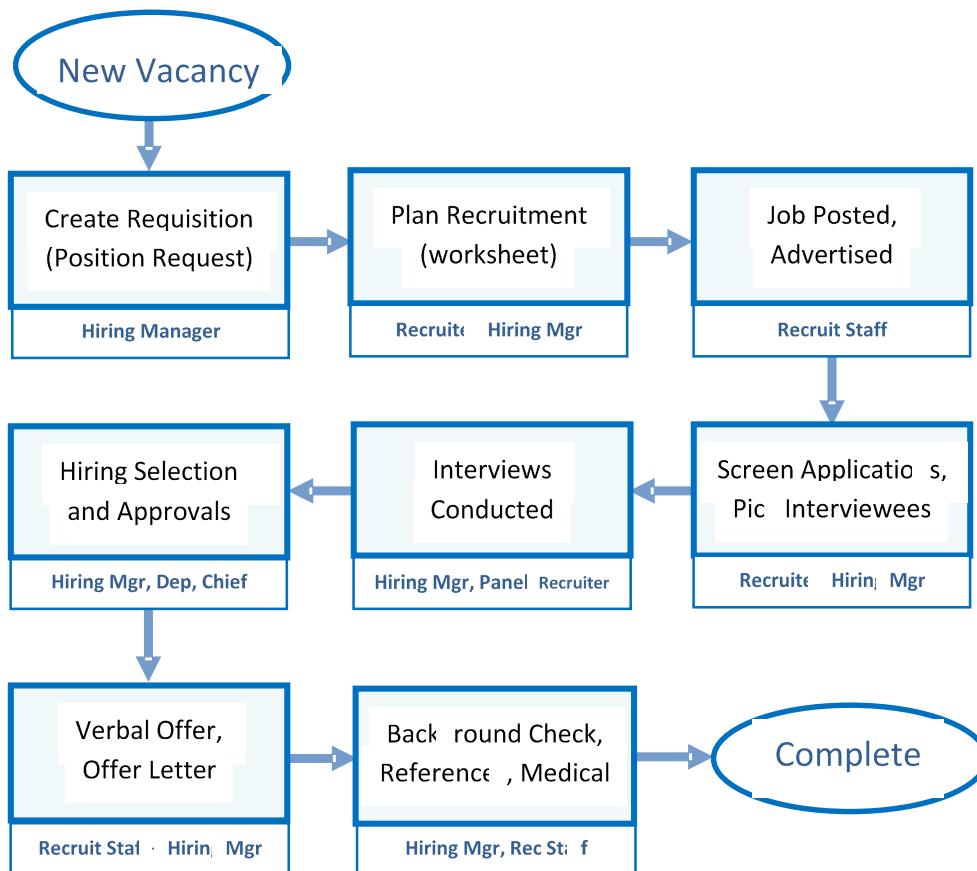 New Vacancy
Create Requisition
(Position Request)
Hiring Manager
Plan Recruitment
(worksheet)
Hiring Mgr
Job Posted,
Advertised
Recruit Staff
Screen
Interviewees
Mgr
Interviews
Conducted
Hiring Mgr, Panel Recruiter
Hiring Selection
and Approvals
Hiring Mgr, Dep, Chief
Verbal Offer,
Offer Letter
Recruit Mgr
Check,
, Medical
Hiring Mgr, Rec
Complete